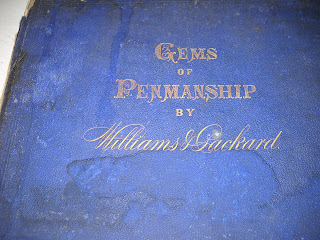 GEMS
OF
PENMANSHIP
BY
Williams & Packard.